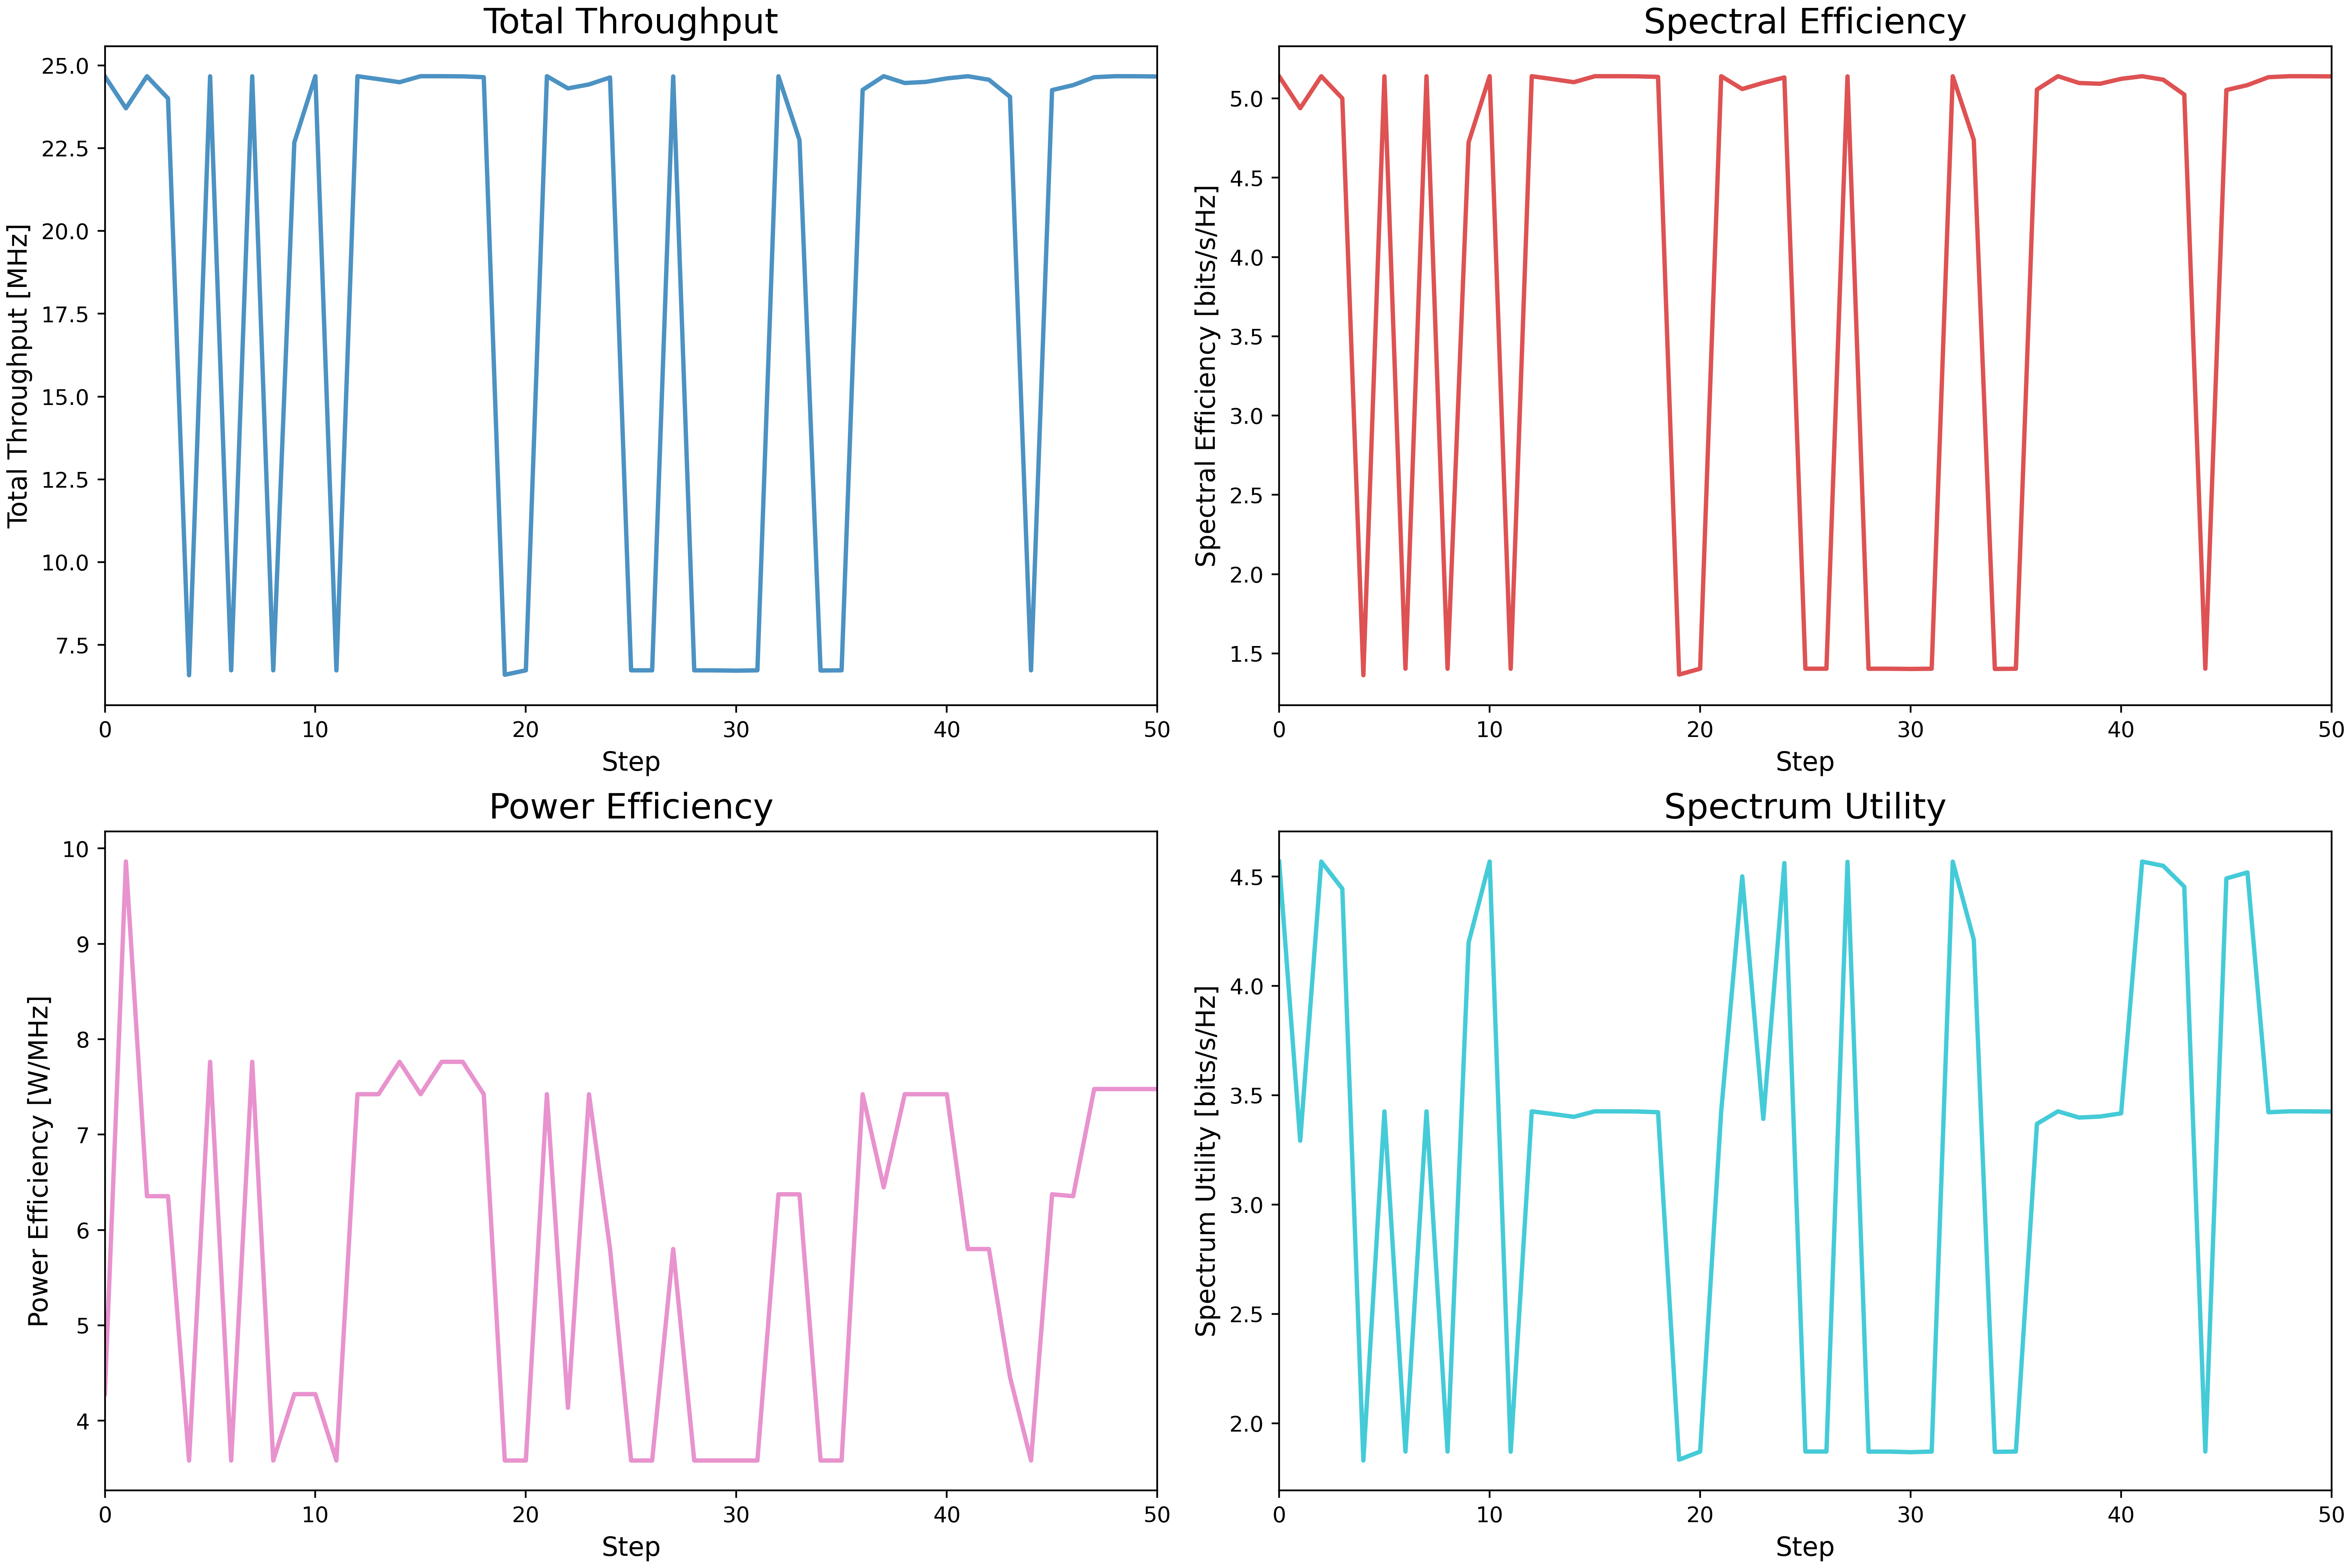 Total Throughput
Total Throughput [MHz]
25.0
22.5
20.0
17.5
15.0
12.5
10.0
7.5
0 10 20 30 40 50
Step
Spectral Efficiency
Spectral Efficiency [bits/s/Hz]
5.0
4.5
4.0
3.5
3.0
2.5
2.0
1.5
0 10 20 30 40 50
Step
Power Efficiency
Power Efficiency [W/MHz]
10
9
8
7
6
5
4
0 10 20 30 40 50
Step
Spectrum Utility
Spectrum Utility [bits/s/Hz]
4.5
4.0
3.5
3.0
2.5
2.0
0 10 20 30 40 50
Step